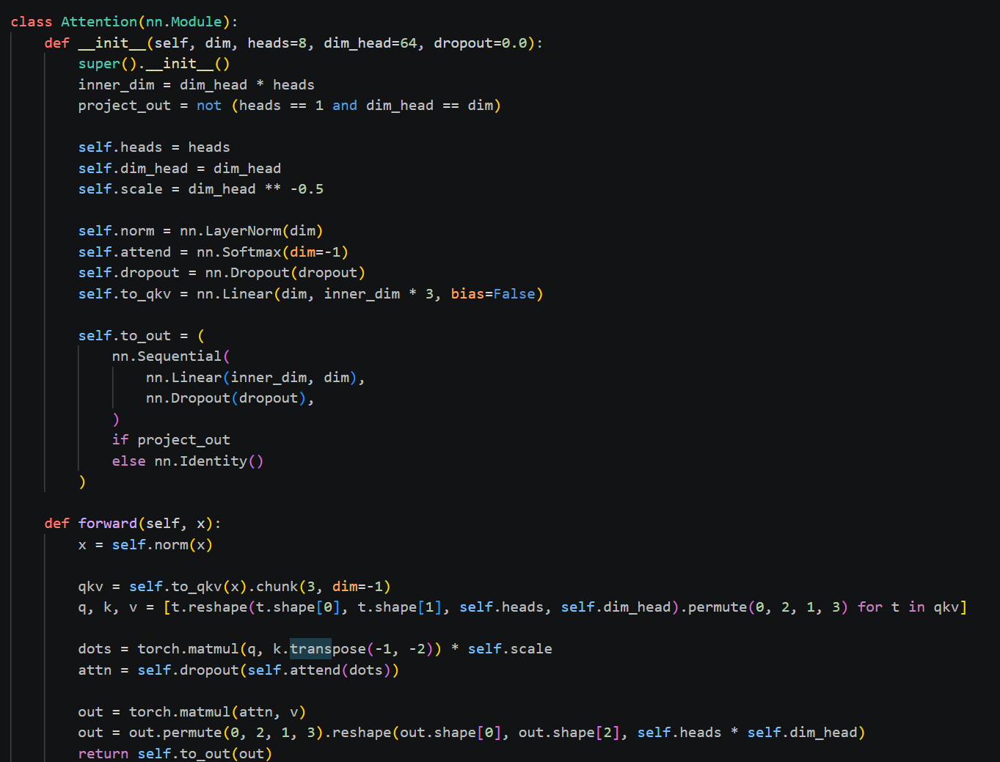 class Attention(nn.Module):
    def __init__(self, dim, heads=8, dim_head=64, dropout=0.0):
        super().__init__()
        inner_dim = dim_head * heads
        project_out = not (heads == 1 and dim_head == dim)

        self.heads = heads
        self.dim_head = dim_head
        self.scale = dim_head ** -0.5

        self.norm = nn.LayerNorm(dim)
        self.attend = nn.Softmax(dim=-1)
        self.dropout = nn.Dropout(dropout)
        self.to_qkv = nn.Linear(dim, inner_dim * 3, bias=False)

        self.to_out = (
            nn.Sequential(
                nn.Linear(inner_dim, dim),
                nn.Dropout(dropout),
            )
            if project_out
            else nn.Identity()
        )

    def forward(self, x):
        x = self.norm(x)

        qkv = self.to_qkv(x).chunk(3, dim=-1)
        q, k, v = [t.reshape(t.shape[0], t.shape[1], self.heads, self.dim_head).permute(0, 2, 1, 3) for t in qkv]

        dots = torch.matmul(q, k.transpose(-1, -2)) * self.scale
        attn = self.dropout(self.attend(dots))

        out = torch.matmul(attn, v)
        out = out.permute(0, 2, 1, 3).reshape(out.shape[0], out.shape[2], self.heads * self.dim_head)
        return self.to_out(out)